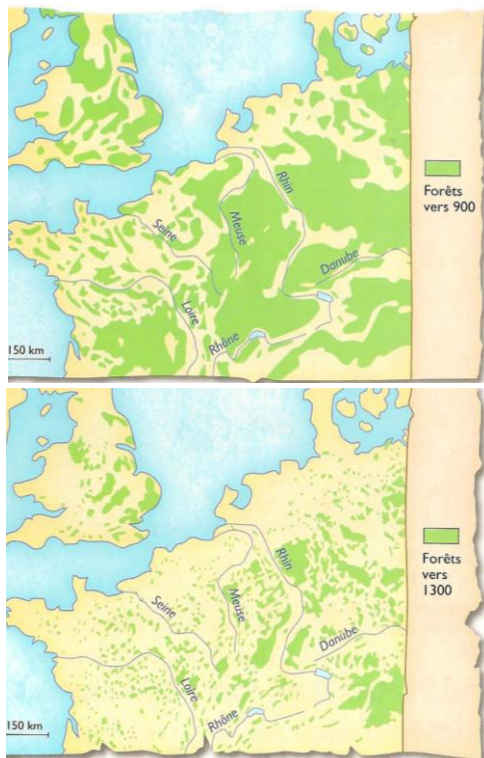 Rhin
Forêts
vers 900
Meuse
Seine
Danube
Loire
Rhône
150 km
Rhin
Forêts
vers
1300
Seine
Meuse
Danube
Loire
Rhône
150 km